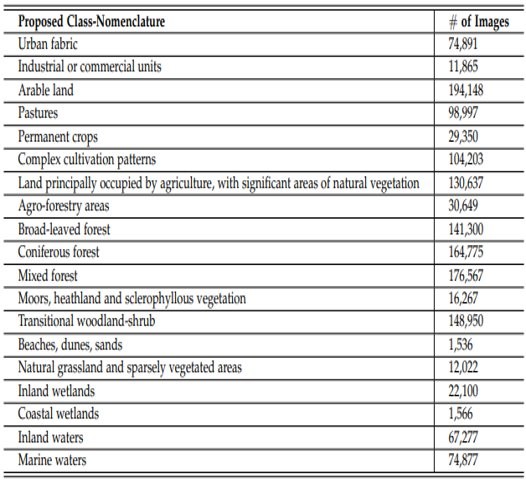 Proposed Class-Nomenclature # of Images
Urban fabric 74,891
Industrial or commercial units 11,865
Arable land 194,148
Pastures 98,997
Permanent crops 29,350
Complex cultivation patterns 104,203
Land principally occupied by agriculture, with significant areas of natural vegetation 130,637
Agro-forestry areas 30,649
Broad-leaved forest 141,300
Coniferous forest 164,775
Mixed forest 176,567
Moors, heathland and sclerophyllous vegetation 16,267
Transitional woodland-shrub 148,950
Beaches, dunes, sands 1,536
Natural grassland and sparsely vegetated areas 12,022
Inland wetlands 22,100
Coastal wetlands 1,566
Inland waters 67,277
Marine waters 74,877